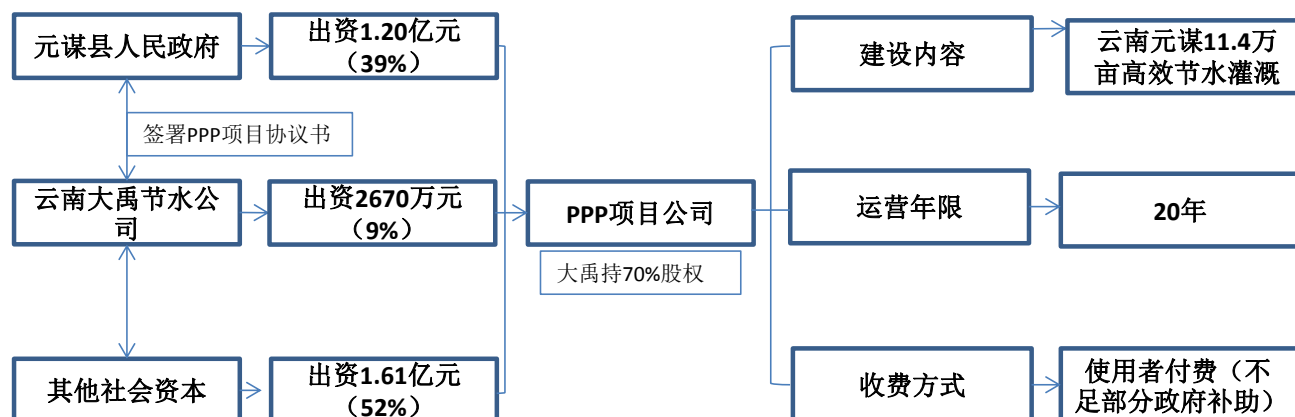 元谋县人民政府
出资1.20亿元
（39%）
签署PPP项目协议书
云南大禹节水公
司
出资2670万元
（9%）
其他社会资本
出资1.61亿元
（52%）
PPP项目公司
大禹持70%股权
建设内容
云南元谋11.4万
亩高效节水灌溉
运营年限
20年
收费方式
使用者付费（不
足部分政府补助）